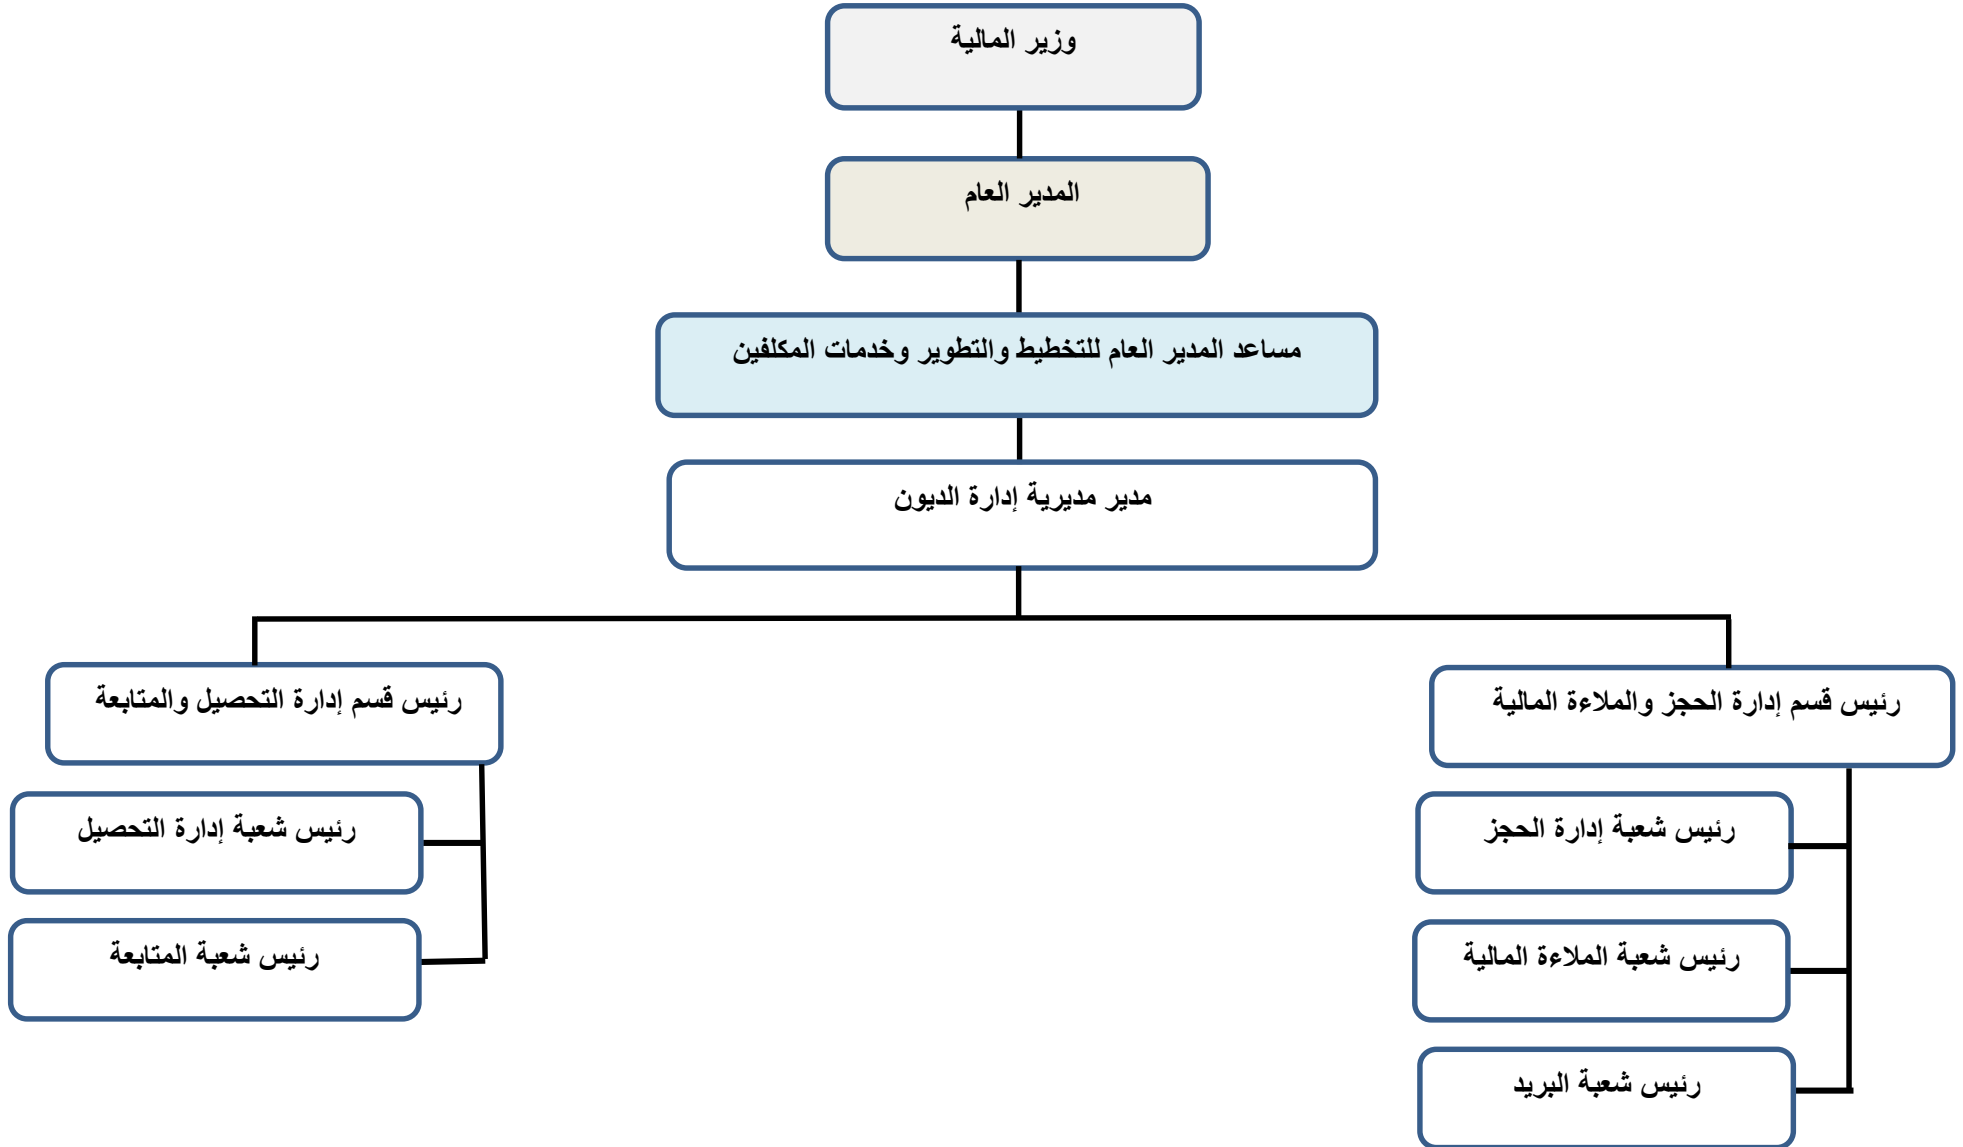 وزير المالية
المدير العام
مساعد المدير العام للتخطيط والتطوير وخدمات المكلفين
مدير مديرية إدارة الديون
رئيس قسم إدارة الحجز والملاءة المالية
رئيس شعبة إدارة الحجز
رئيس شعبة الملاءة المالية
رئيس شعبة البريد
رئيس قسم إدارة التحصيل والمتابعة
رئيس شعبة إدارة التحصيل
رئيس شعبة المتابعة